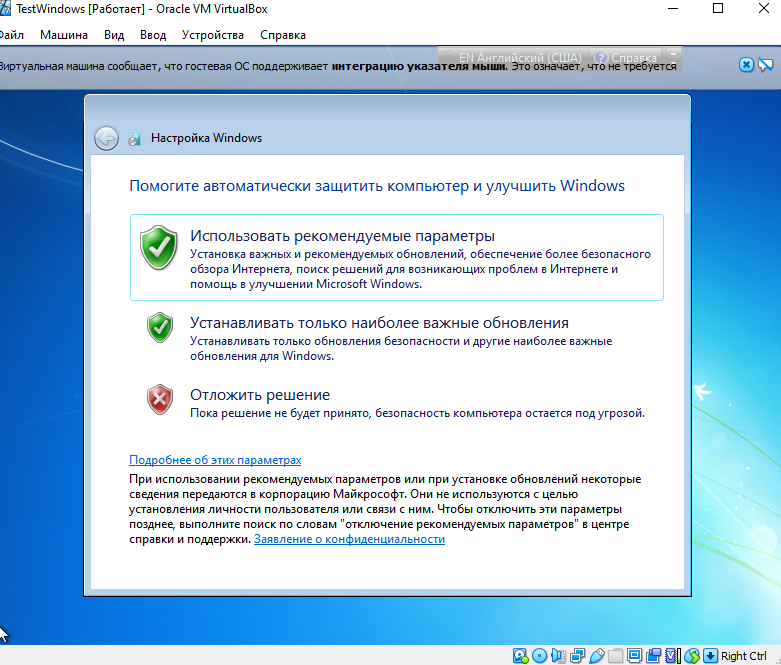 TestWindows [Работает] - Oracle VM VirtualBox
Файл Машина Вид Ввод Устройства Справка
EN Английский (США) ? Справка
Виртуальная машина сообщает, что гостевая ОС поддерживает интеграцию указателя мыши. Это означает, что не требуется
Настройка Windows
Помогите автоматически защитить компьютер и улучшить Windows
Использовать рекомендуемые параметры
Установка важных и рекомендуемых обновлений, обеспечение более безопасного
обзора Интернета, поиск решений для возникающих проблем в Интернете и
помощь в улучшении Microsoft Windows.
Устанавливать только наиболее важные обновления
Устанавливать только обновления безопасности и другие наиболее важные
обновления для Windows.
Отложить решение
Пока решение не будет принято, безопасность компьютера остается под угрозой.
Подробнее об этих параметрах
При использовании рекомендуемых параметров или при установке обновлений некоторые
сведения передаются в корпорацию Майкрософт. Они не используются с целью
установления личности пользователя или связи с ним. Чтобы отключить эти параметры
позднее, выполните поиск по словам "отключение рекомендуемых параметров" в центре
справки и поддержки. Заявление о конфиденциальности
Right Ctrl